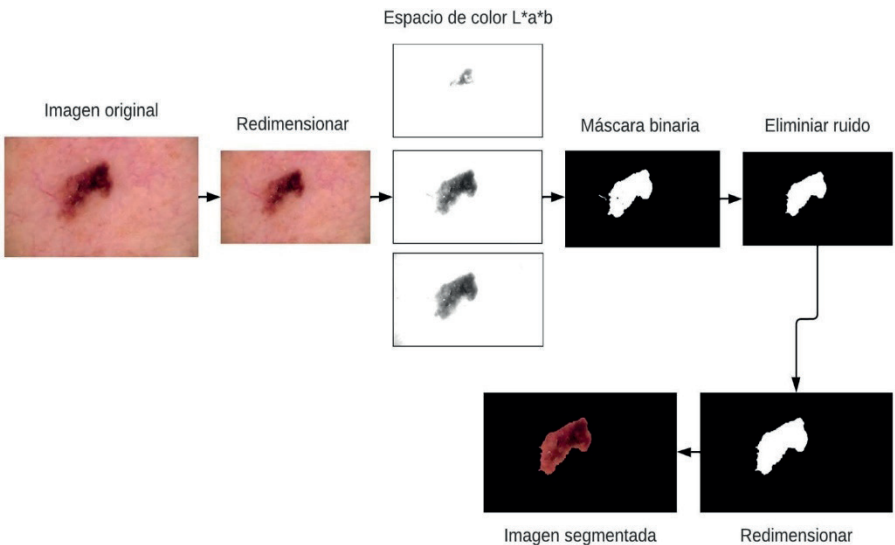 Espacio de color L*a*b
Imagen original
Redimensionar
Máscara binaria
Eliminiar ruido
Imagen segmentada
Redimensionar